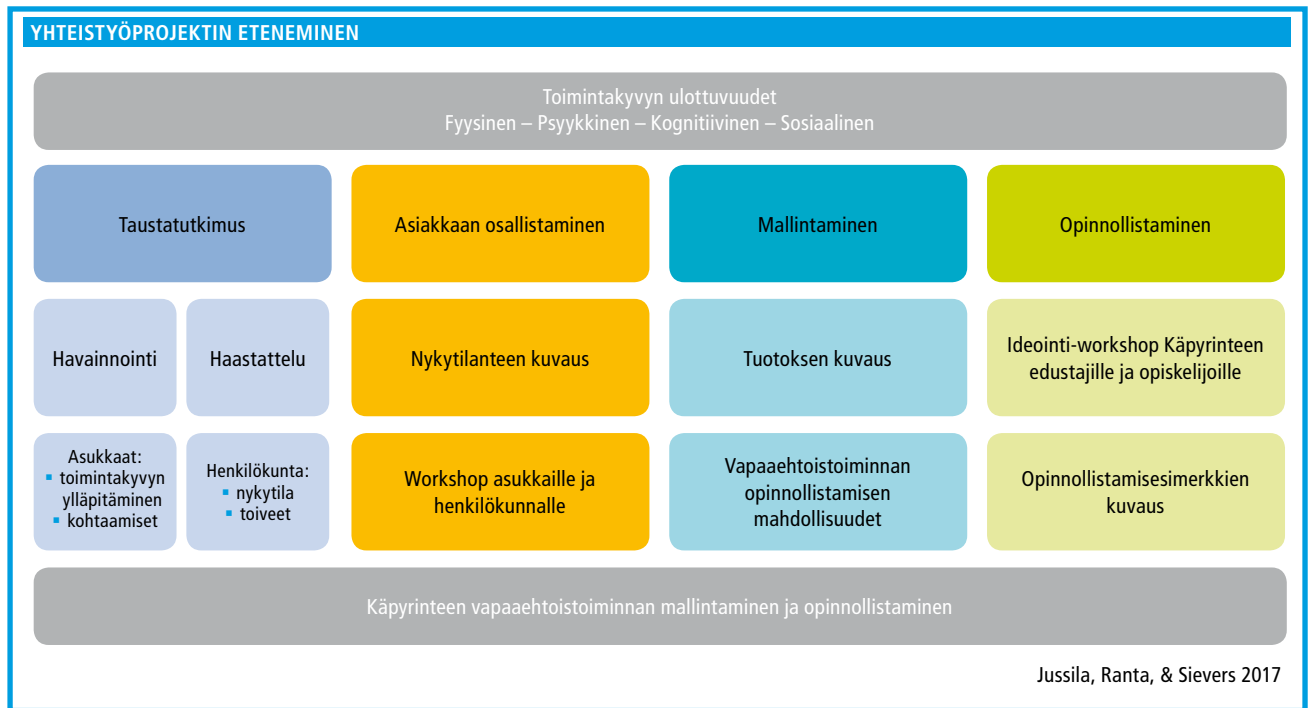 YHTEISTYÖPROJEKTIN ETENEMINEN
Toimintakyvyn ulottuvuudet
Fyysinen – Psyykkinen – Kognitiivinen – Sosiaalinen
Taustatutkimus
Asiakkaan osallistaminen
Mallintaminen
Opinnollistaminen
Havainnointi
Haastattelu
Nykytilanteen kuvaus
Tuotoksen kuvaus
Ideointi-workshop Käpyrinteen
edustajille ja opiskelijoille
Asukkaat:
▪ toimintakyvyn
ylläpitäminen
▪ kohtaamiset
Henkilökunta:
▪ nykytila
▪ toiveet
Workshop asukkaille ja
henkilökunnalle
Vapaaehtoistoiminnan
opinnollistamisen
mahdollisuudet
Opinnollistamisesimerkkien
kuvaus
Käpyrinteen vapaaehtoistoiminnan mallintaminen ja opinnollistaminen
Jussila, Ranta, & Sievers 2017